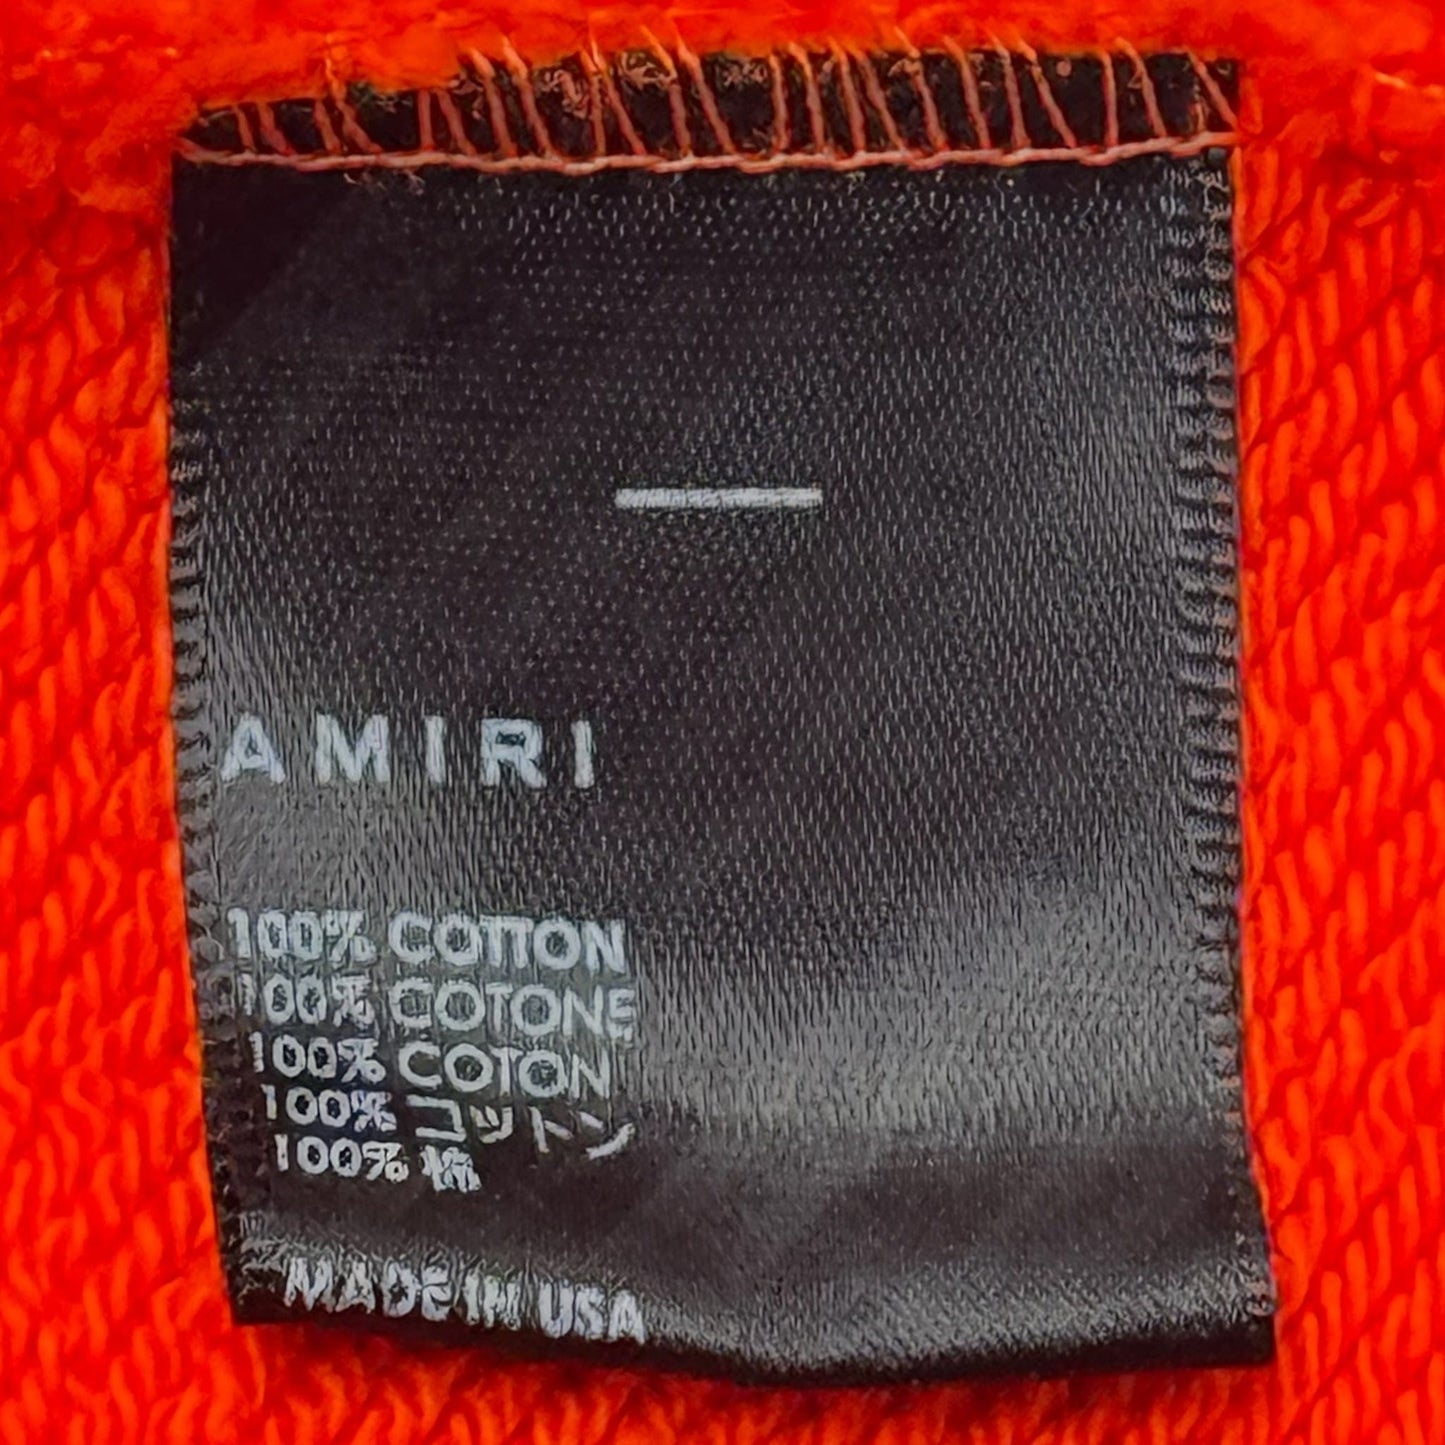 AMIRI
100% COTTON
100% COTONE
100% COTON
100% コットン
100% 棉
MADE IN USA